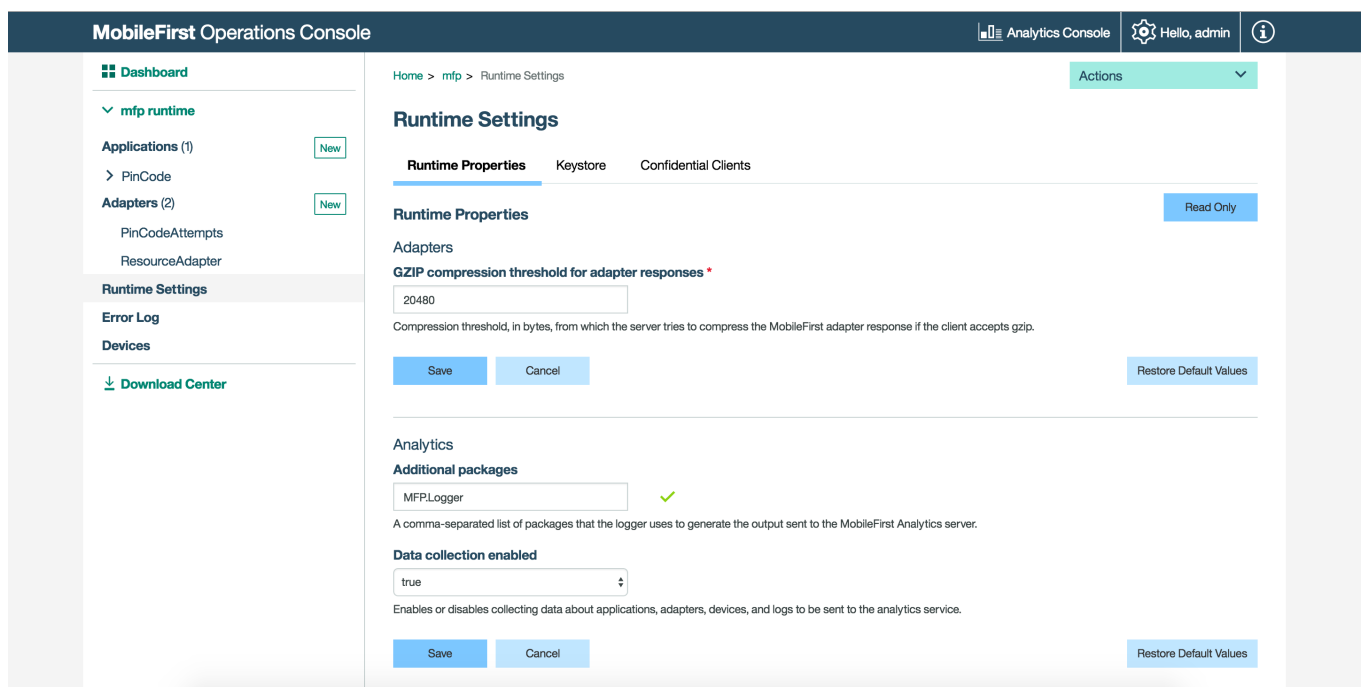 MobileFirst Operations Console
Analytics Console
Hello, admin
Dashboard
mfp runtime
Applications (1)
New
PinCode
Adapters (2)
New
PinCodeAttempts
ResourceAdapter
Runtime Settings
Error Log
Devices
Download Center
Home > mfp > Runtime Settings
Actions
Runtime Settings
Runtime Properties
Keystore
Confidential Clients
Runtime Properties
Read Only
Adapters
GZIP compression threshold for adapter responses *
20480
Compression threshold, in bytes, from which the server tries to compress the MobileFirst adapter response if the client accepts gzip.
Save
Cancel
Restore Default Values
Analytics
Additional packages
MFP.Logger
A comma-separated list of packages that the logger uses to generate the output sent to the MobileFirst Analytics server.
Data collection enabled
true
Enables or disables collecting data about applications, adapters, devices, and logs to be sent to the analytics service.
Save
Cancel
Restore Default Values